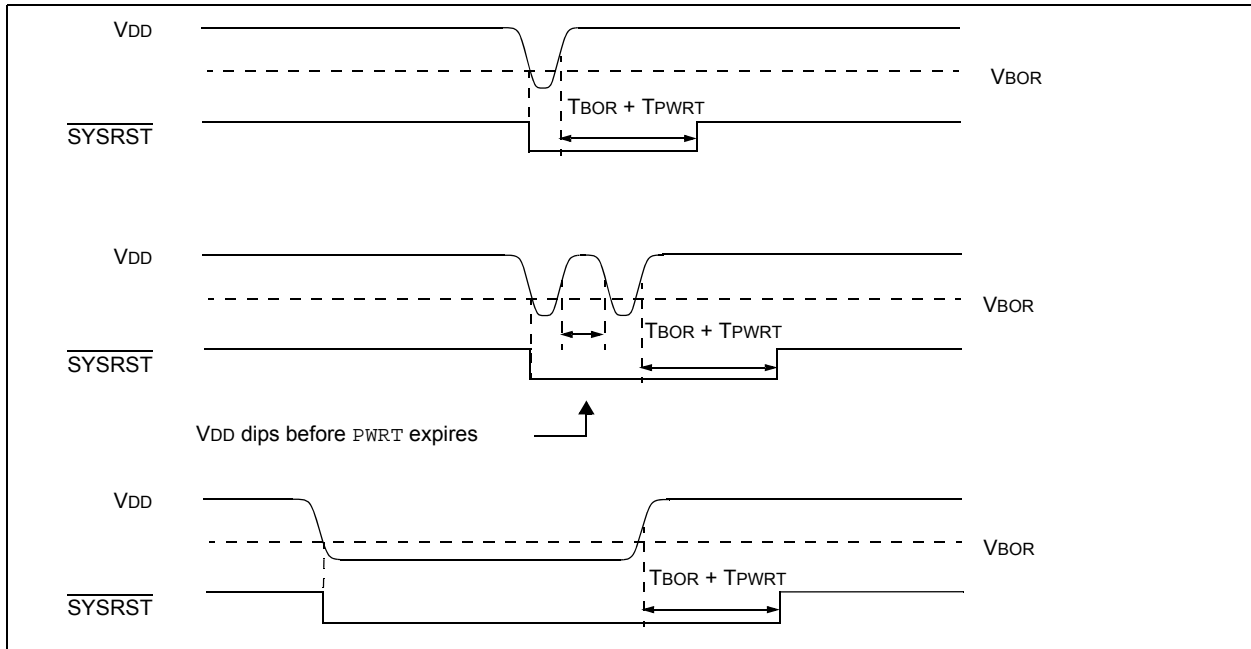 VDD
VBOR
TBOR + TPWRT
SYSRST
VDD
VBOR
TBOR + TPWRT
SYSRST
VDD dips before PWRT expires
VDD
VBOR
TBOR + TPWRT
SYSRST